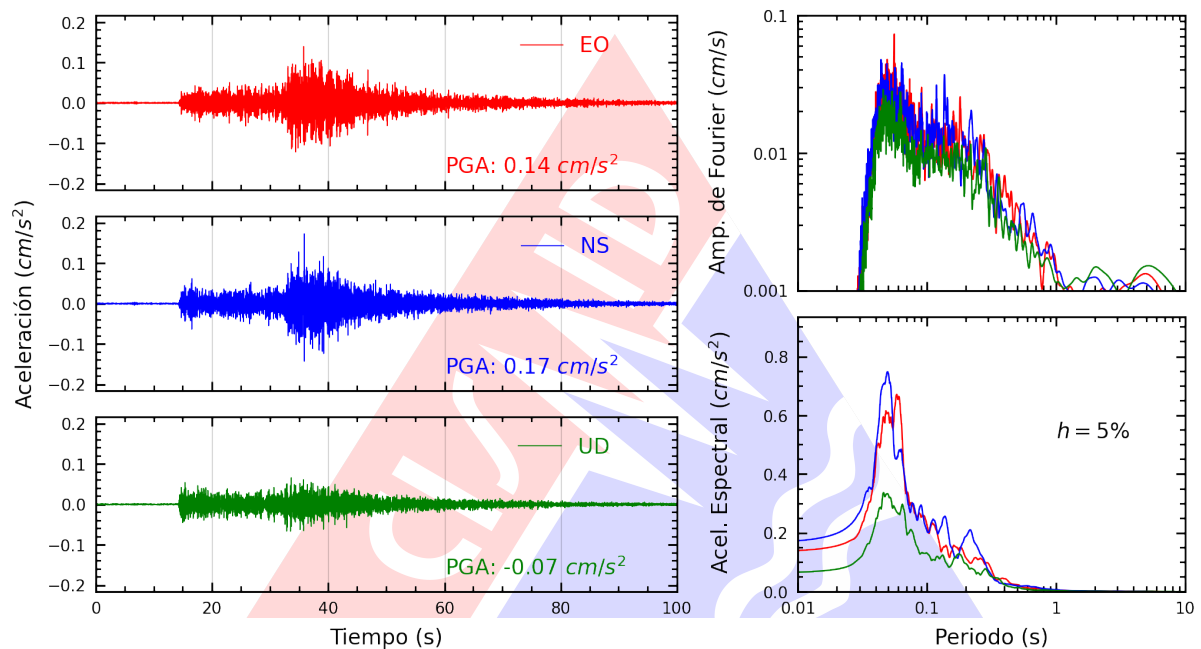 Aceleración (cm/s²)
0.2
0.1
0.0
−0.1
−0.2
EO
PGA: 0.14 cm/s²
0.2
0.1
0.0
−0.1
−0.2
NS
PGA: 0.17 cm/s²
0.2
0.1
0.0
−0.1
−0.2
UD
PGA: -0.07 cm/s²
0 20 40 60 80 100
Tiempo (s)
Amp. de Fourier (cm/s)
0.1
0.01
0.001
Acel. Espectral (cm/s²)
0.8
0.6
0.4
0.2
0.0
h = 5%
0.01 0.1 1 10
Periodo (s)
CISMID